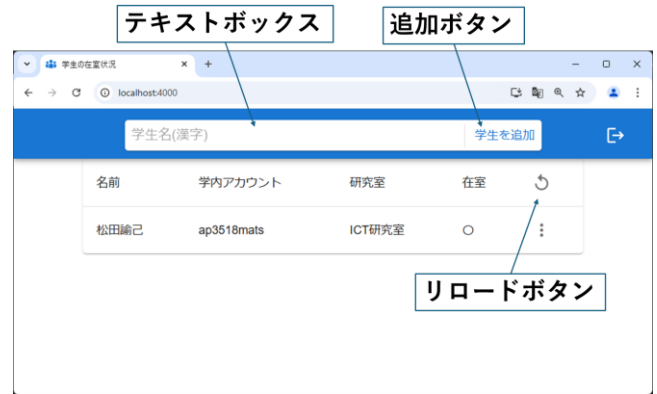 テキストボックス
追加ボタン
学生の在室状況
localhost:4000
学生名(漢字)
学生を追加
名前 学内アカウント 研究室 在室
松田諭己 ap3518mats ICT研究室 ○
リロードボタン